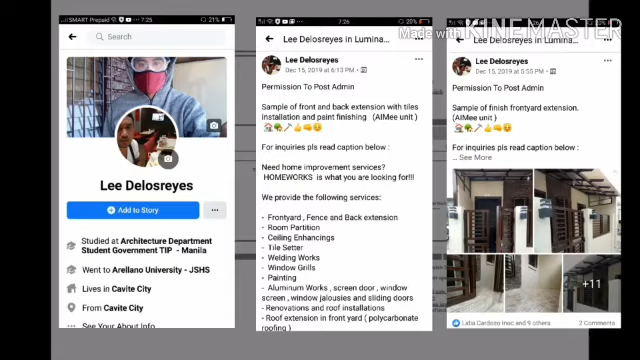 SMART Prepaid 7:25 21%
Search
Lee Delosreyes
Add to Story
Studied at Architecture Department
Student Government TIP - Manila
Went to Arellano University - JSHS
Lives in Cavite City
From Cavite City
See Your About Info
7:26 20%
Lee Delosreyes in Lumina...
Lee Delosreyes
Dec 15, 2019 at 6:13 PM
Permission To Post Admin
Sample of front and back extension with tiles
installation and paint finishing (AIMee unit )
For inquiries pls read caption below :
Need home improvement services?
HOMEWORKS is what you are looking for!!!
We provide the following services:
- Frontyard , Fence and Back extension
- Room Partition
- Ceiling Enhancings
- Tile Setter
- Welding Works
- Window Grills
- Painting
- Aluminum Works , screen door , window
screen , window jalousies and sliding doors
- Renovations and roof installations
- Roof extension in front yard ( polycarbonate
roofing )
7:26 20%
Made with KINEMASTER
Lee Delosreyes in Lumina...
Lee Delosreyes
Dec 15, 2019 at 5:55 PM
Permission To Post Admin
Sample of finish frontyard extension.
(AIMee unit )
For inquiries pls read caption below :
... See More
+11
Lidia Cardozo Inoc and 9 others
2 Comments